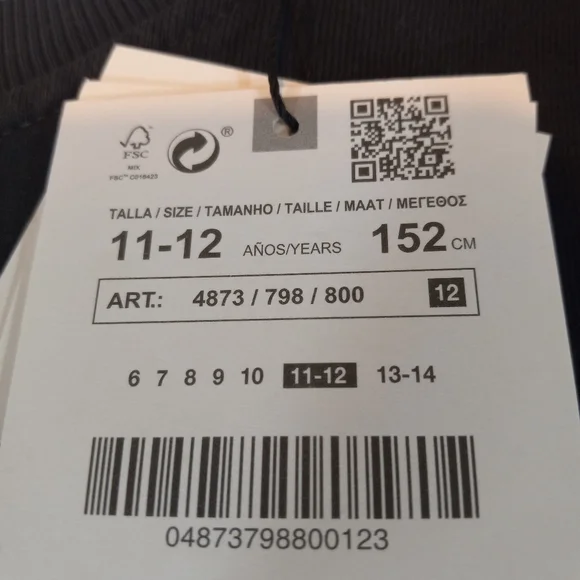 FSC
MIX
FSC™ C019423
®
TALLA / SIZE / TAMANHO / TAILLE / MAAT / ΜΕΓΕΘΟΣ
11-12 AÑOS/YEARS 152 CM
ART.: 4873 / 798 / 800 12
6 7 8 9 10 11-12 13-14
04873798800123